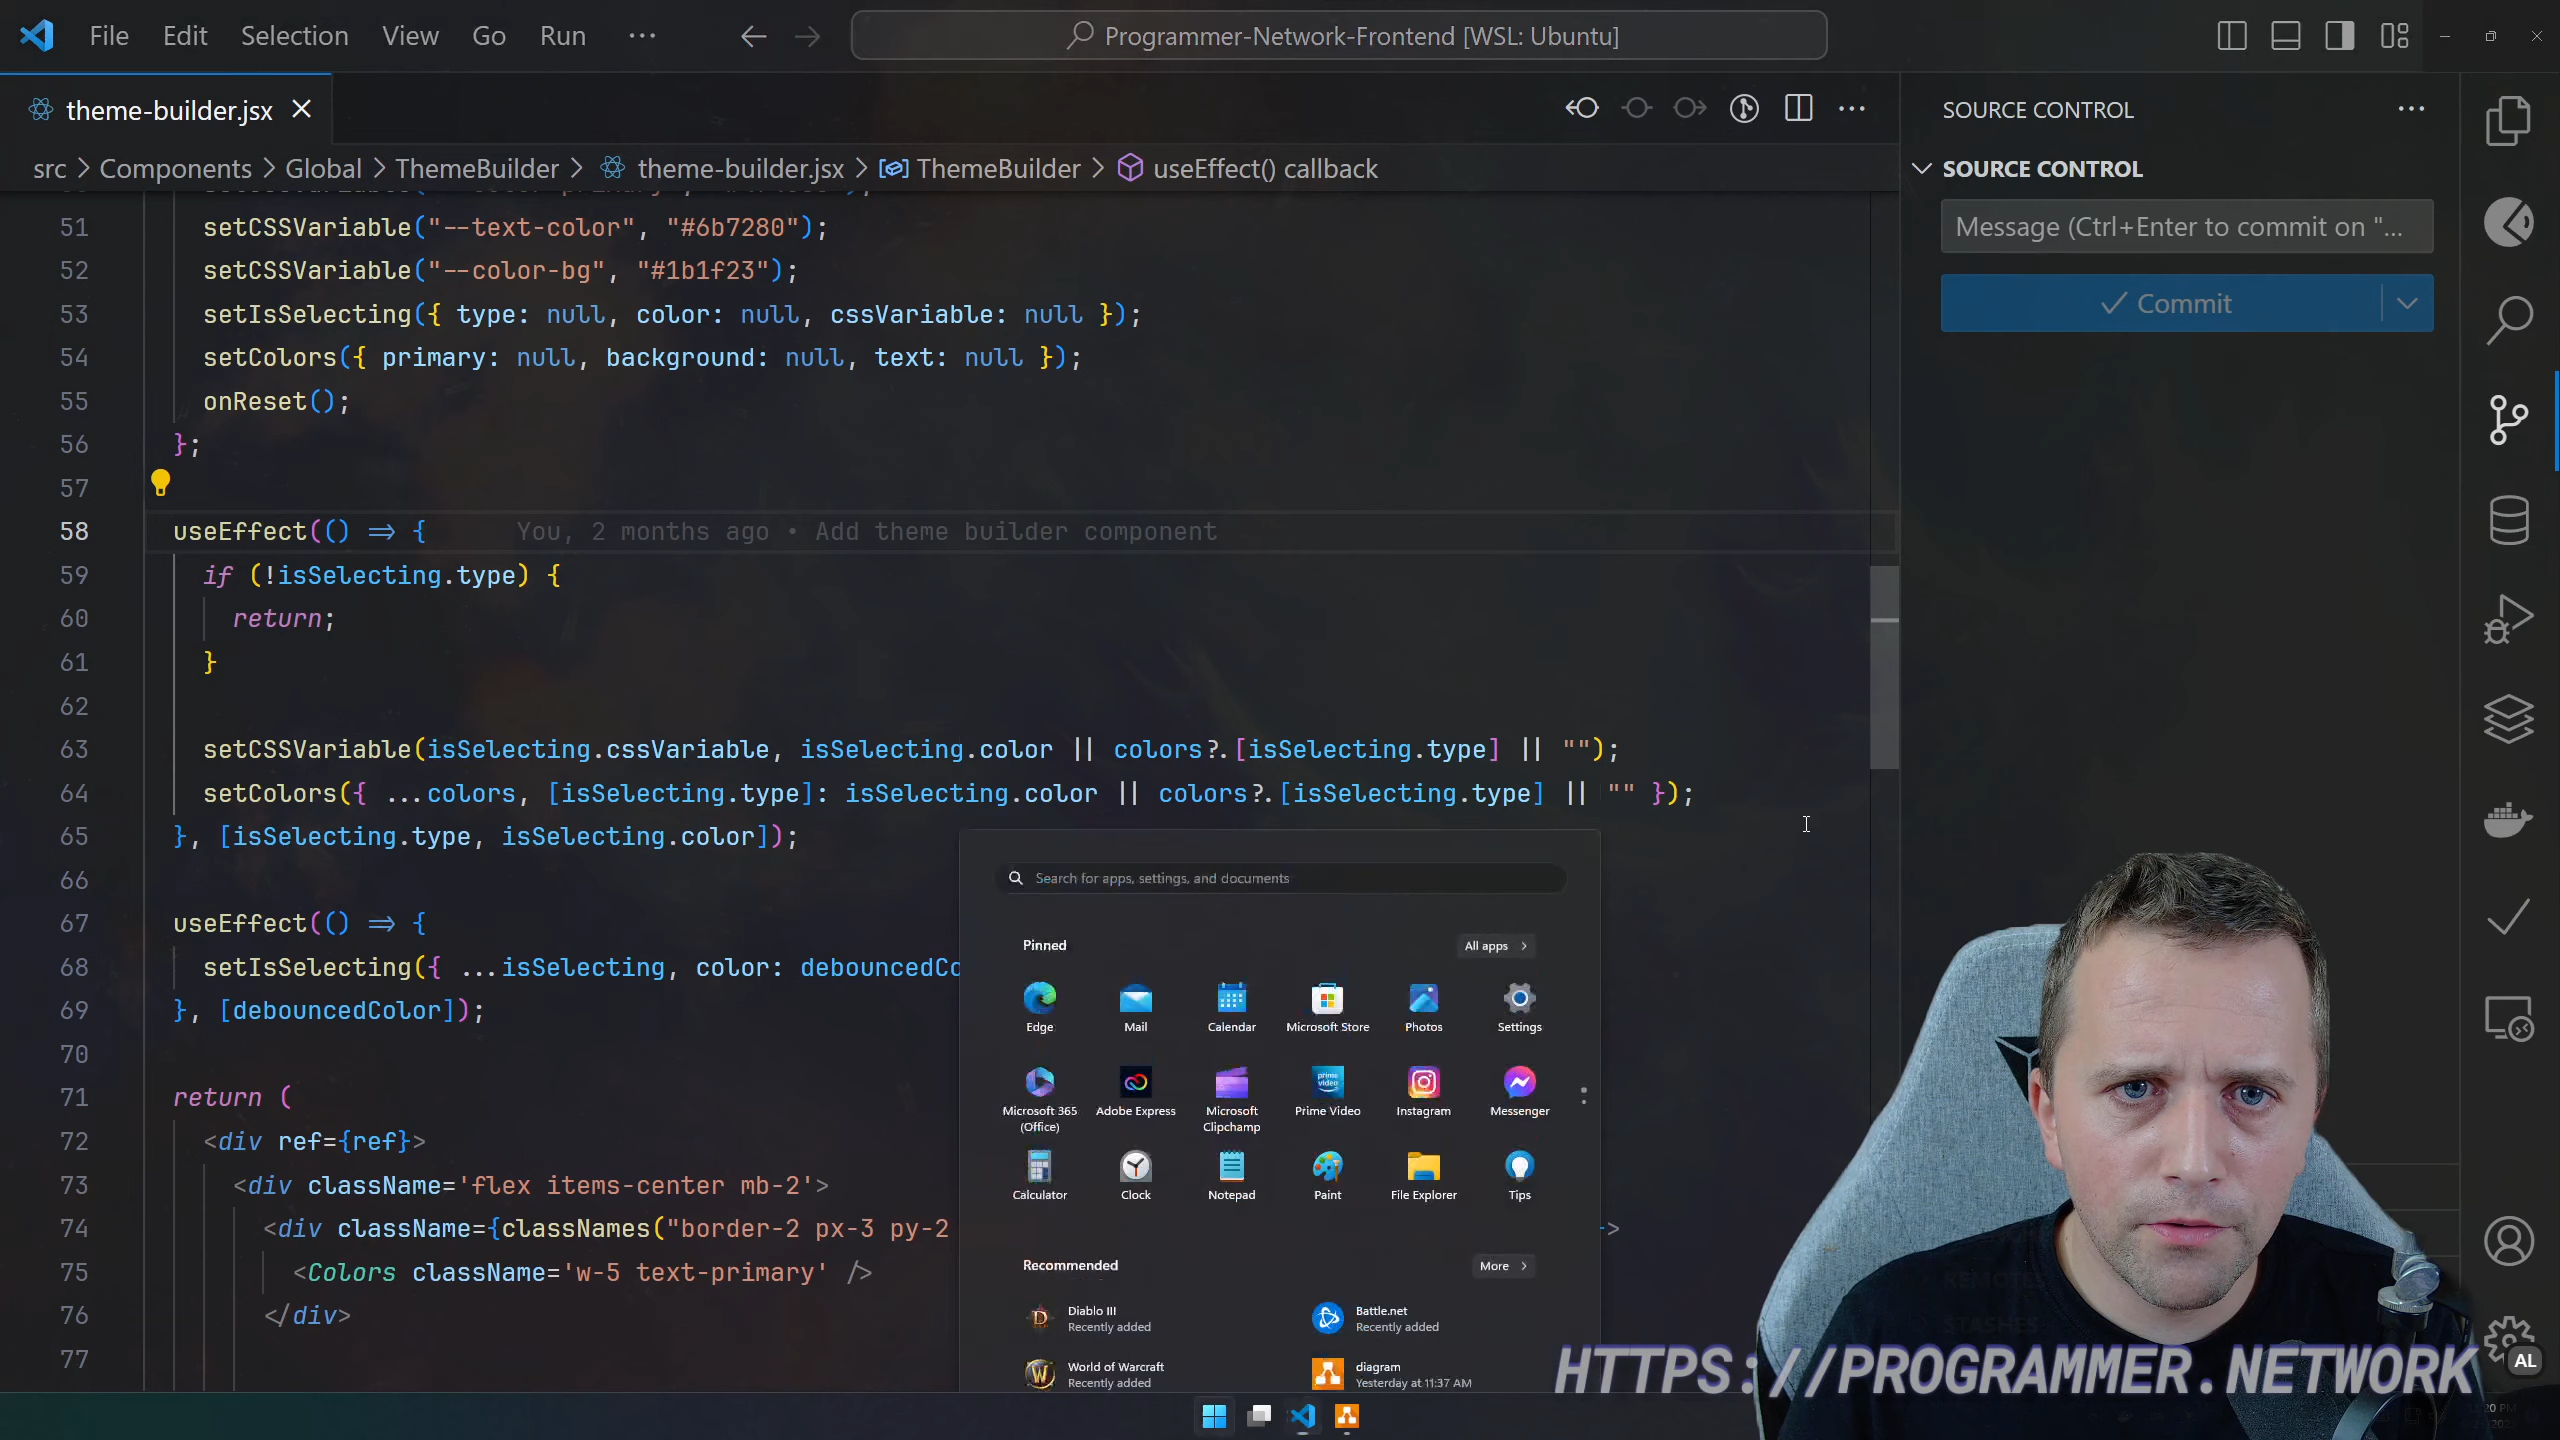 File Edit Selection View Go Run ···
Programmer-Network-Frontend [WSL: Ubuntu]
theme-builder.jsx
src > Components > Global > ThemeBuilder > theme-builder.jsx > ThemeBuilder > useEffect() callback
51 setCSSVariable("--text-color", "#6b7280");
52 setCSSVariable("--color-bg", "#1b1f23");
53 setIsSelecting({ type: null, color: null, cssVariable: null });
54 setColors({ primary: null, background: null, text: null });
55 onReset();
56 };
57
58 useEffect(() => { You, 2 months ago • Add theme builder component
59 if (!isSelecting.type) {
60 return;
61 }
62
63 setCSSVariable(isSelecting.cssVariable, isSelecting.color || colors?.[isSelecting.type] || "");
64 setColors({ ...colors, [isSelecting.type]: isSelecting.color || colors?.[isSelecting.type] || "" });
65 }, [isSelecting.type, isSelecting.color]);
66
67 useEffect(() => {
68 setIsSelecting({ ...isSelecting, color: debouncedCo
69 }, [debouncedColor]);
70
71 return (
72 <div ref={ref}>
73 <div className='flex items-center mb-2'>
74 <div className={classNames("border-2 px-3 py-2
75 <Colors className='w-5 text-primary' />
76 </div>
77
SOURCE CONTROL
SOURCE CONTROL
Message (Ctrl+Enter to commit on "...
Commit
Search for apps, settings, and documents
Pinned
All apps >
Edge Mail Calendar Microsoft Store Photos Settings
Microsoft 365 (Office) Adobe Express Microsoft Clipchamp Prime Video Instagram Messenger
Calculator Clock Notepad Paint File Explorer Tips
Recommended
More >
Diablo III
Recently added
Battle.net
Recently added
World of Warcraft
Recently added
diagram
Yesterday at 11:37 AM
REMOTES
STASHES
HTTPS://PROGRAMMER.NETWORK
AL